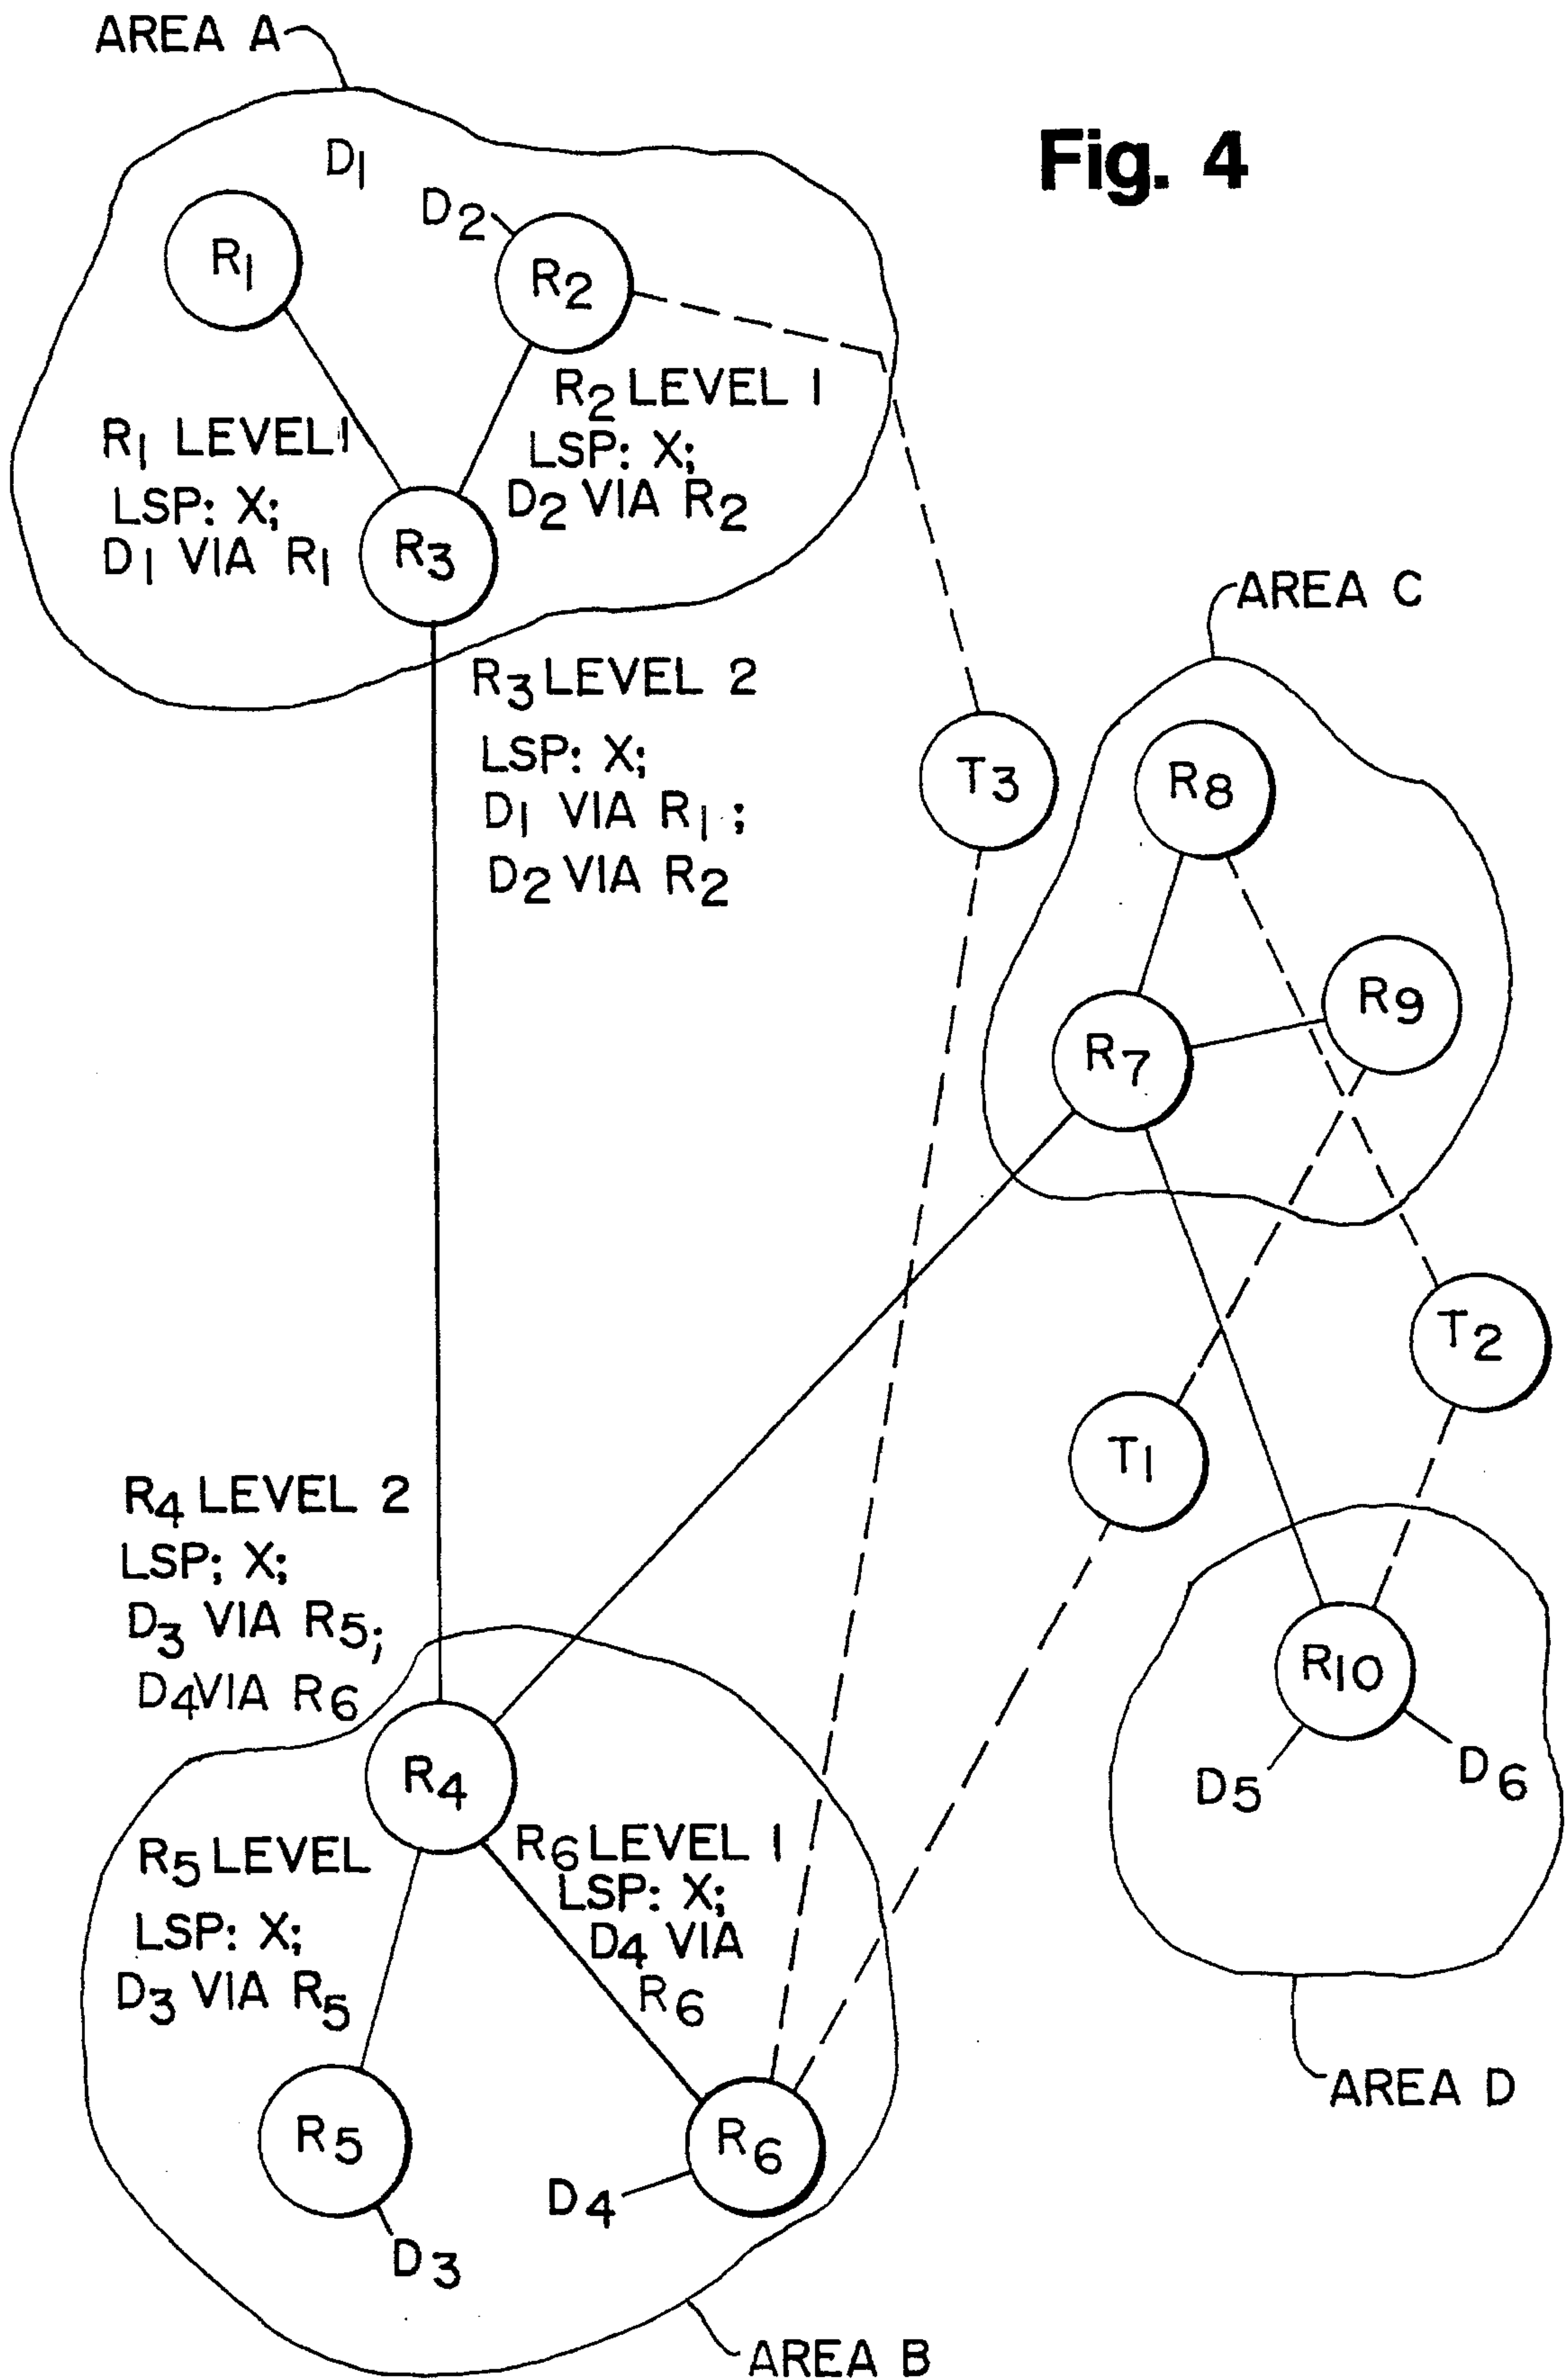 AREA A
Fig. 4
D1
D2
R1
R2
R2 LEVEL 1
LSP: X;
D2 VIA R2
R1 LEVEL 1
LSP: X;
D1 VIA R1
R3
AREA C
R3 LEVEL 2
LSP: X;
D1 VIA R1;
D2 VIA R2
T3
R8
R9
R7
T2
T1
R4 LEVEL 2
LSP; X;
D3 VIA R5;
D4 VIA R6
R10
D5
D6
R4
R5 LEVEL
LSP: X;
D3 VIA R5
R6 LEVEL 1
LSP: X;
D4 VIA
R6
AREA D
R5
R6
D4
D3
AREA B